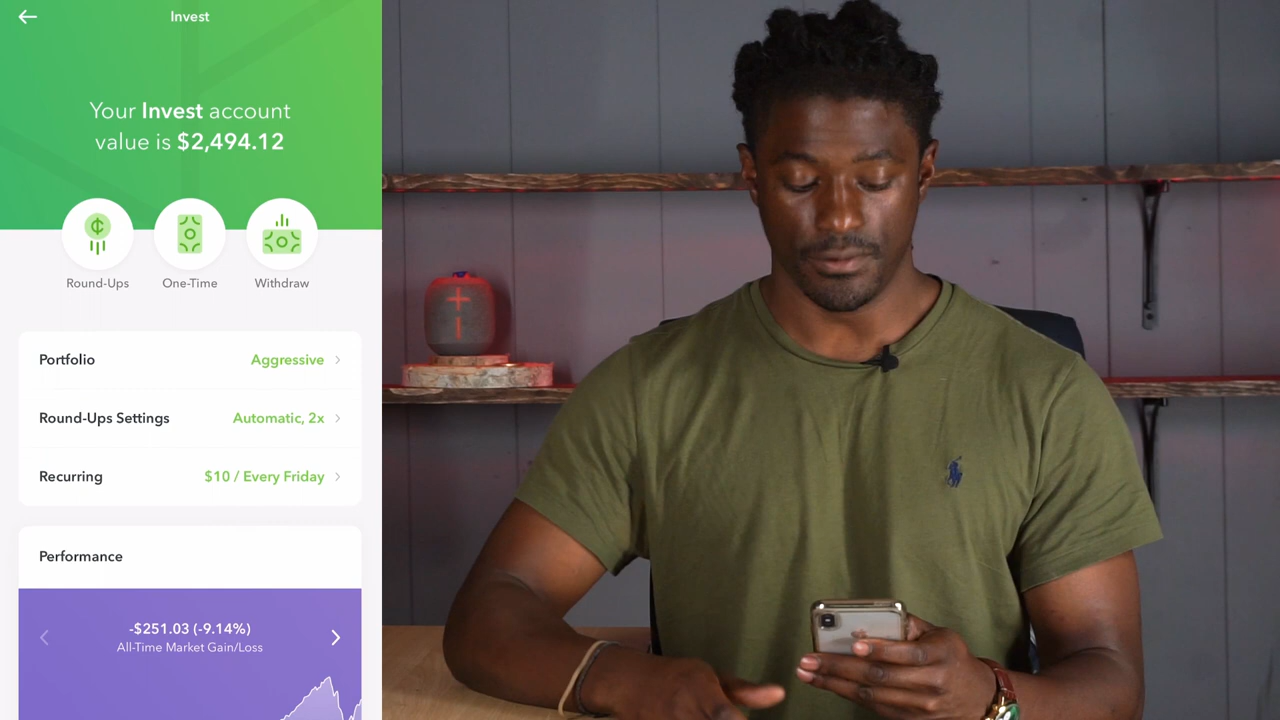 Invest
Your Invest account
value is $2,494.12
Round-Ups
One-Time
Withdraw
Portfolio
Aggressive
Round-Ups Settings
Automatic, 2x
Recurring
$10 / Every Friday
Performance
-$251.03 (-9.14%)
All-Time Market Gain/Loss